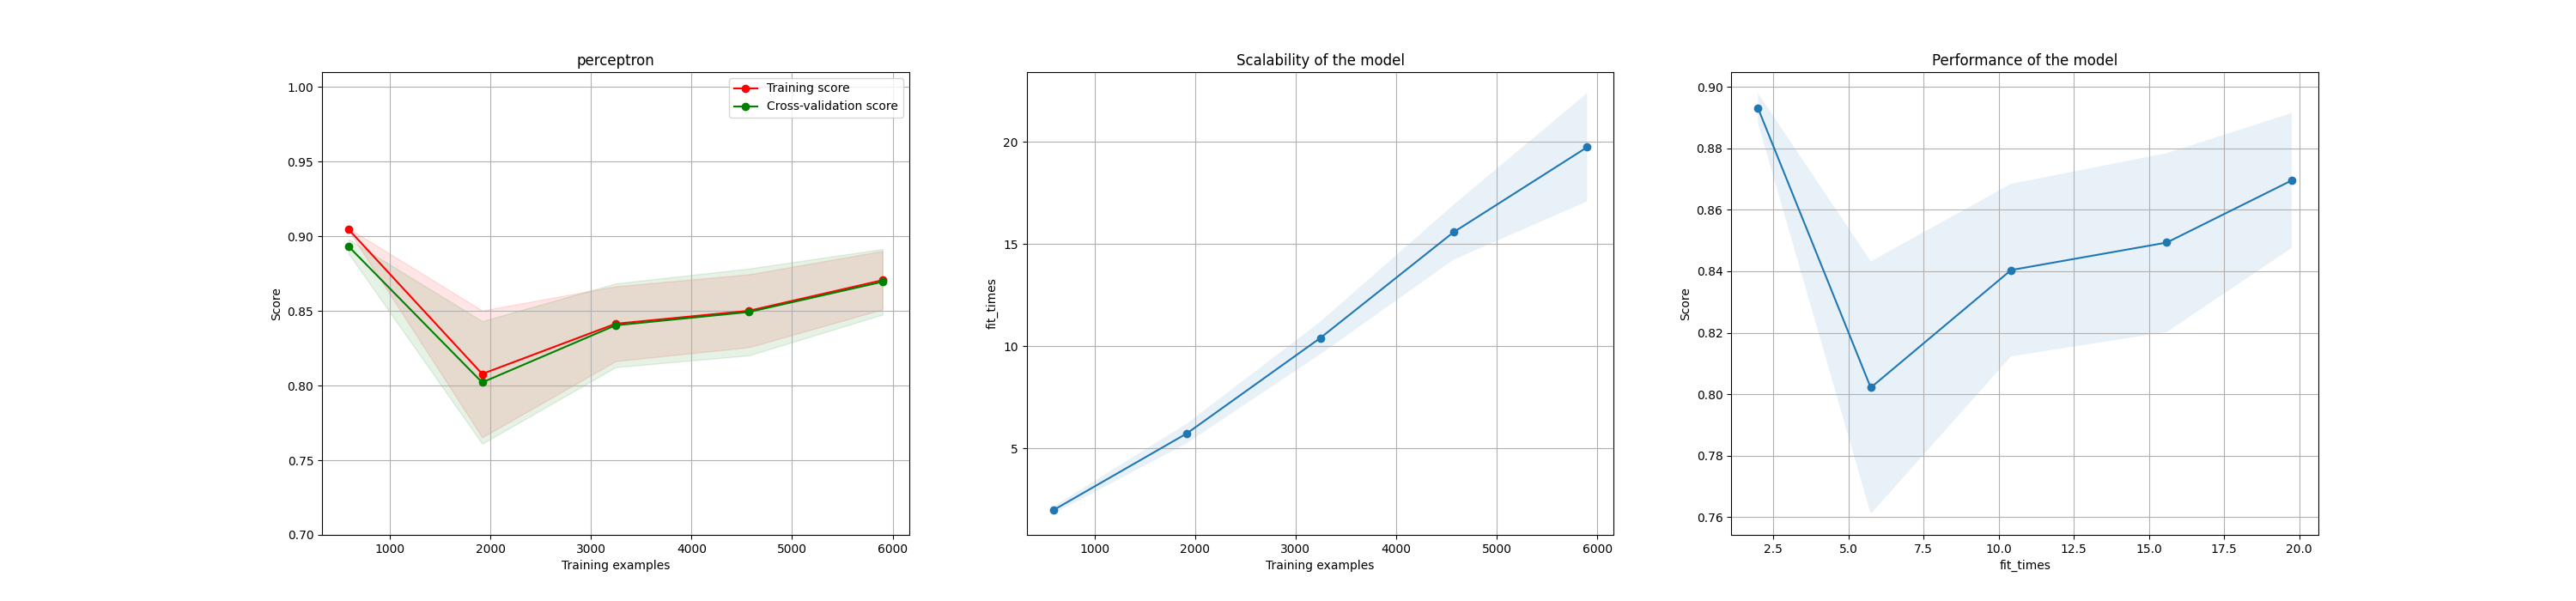 perceptron
1.00
0.95
0.90
0.85
0.80
0.75
0.70
Score
1000 2000 3000 4000 5000 6000
Training examples
Training score
Cross-validation score
Scalability of the model
20
15
10
5
fit_times
1000 2000 3000 4000 5000 6000
Training examples
Performance of the model
0.90
0.88
0.86
0.84
0.82
0.80
0.78
0.76
Score
2.5 5.0 7.5 10.0 12.5 15.0 17.5 20.0
fit_times